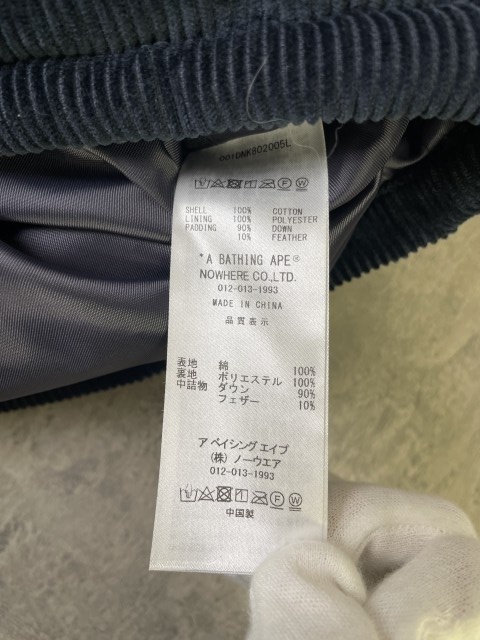 001DNK802005L
SHELL 100% COTTON
LINING 100% POLYESTER
PADDING 90% DOWN
10% FEATHER
"A BATHING APE®
NOWHERE CO.,LTD.
012-013-1993
MADE IN CHINA
品質表示
表地 綿 100%
裏地 ポリエステル 100%
中詰物 ダウン 90%
フェザー 10%
ア ベイシングエイプ
(株) ノーウエア
012-013-1993
中国製